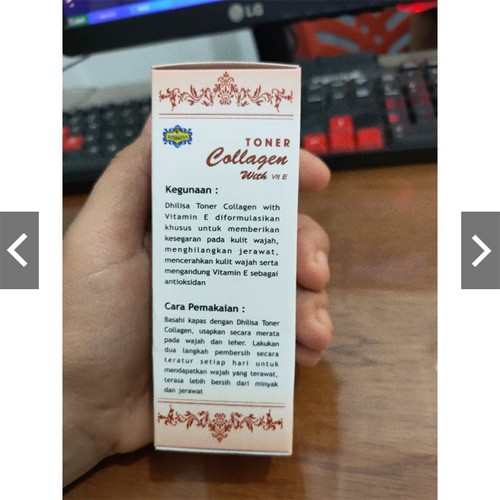 LG
TONER
Collagen
With Vit E
Kegunaan :
Dhilisa Toner Collagen with
Vitamin E diformulasikan
khusus untuk memberikan
kesegaran pada kulit wajah,
menghilangkan jerawat,
mencerahkan kulit wajah serta
mengandung Vitamin E sebagai
antioksidan
Cara Pemakaian :
Basahi kapas dengan Dhilisa Toner
Collagen, usapkan secara merata
pada wajah dan leher. Lakukan
dua langkah pembersih secara
teratur setiap hari untuk
mendapatkan wajah yang terawat,
terasa lebih bersih dari minyak
dan jerawat